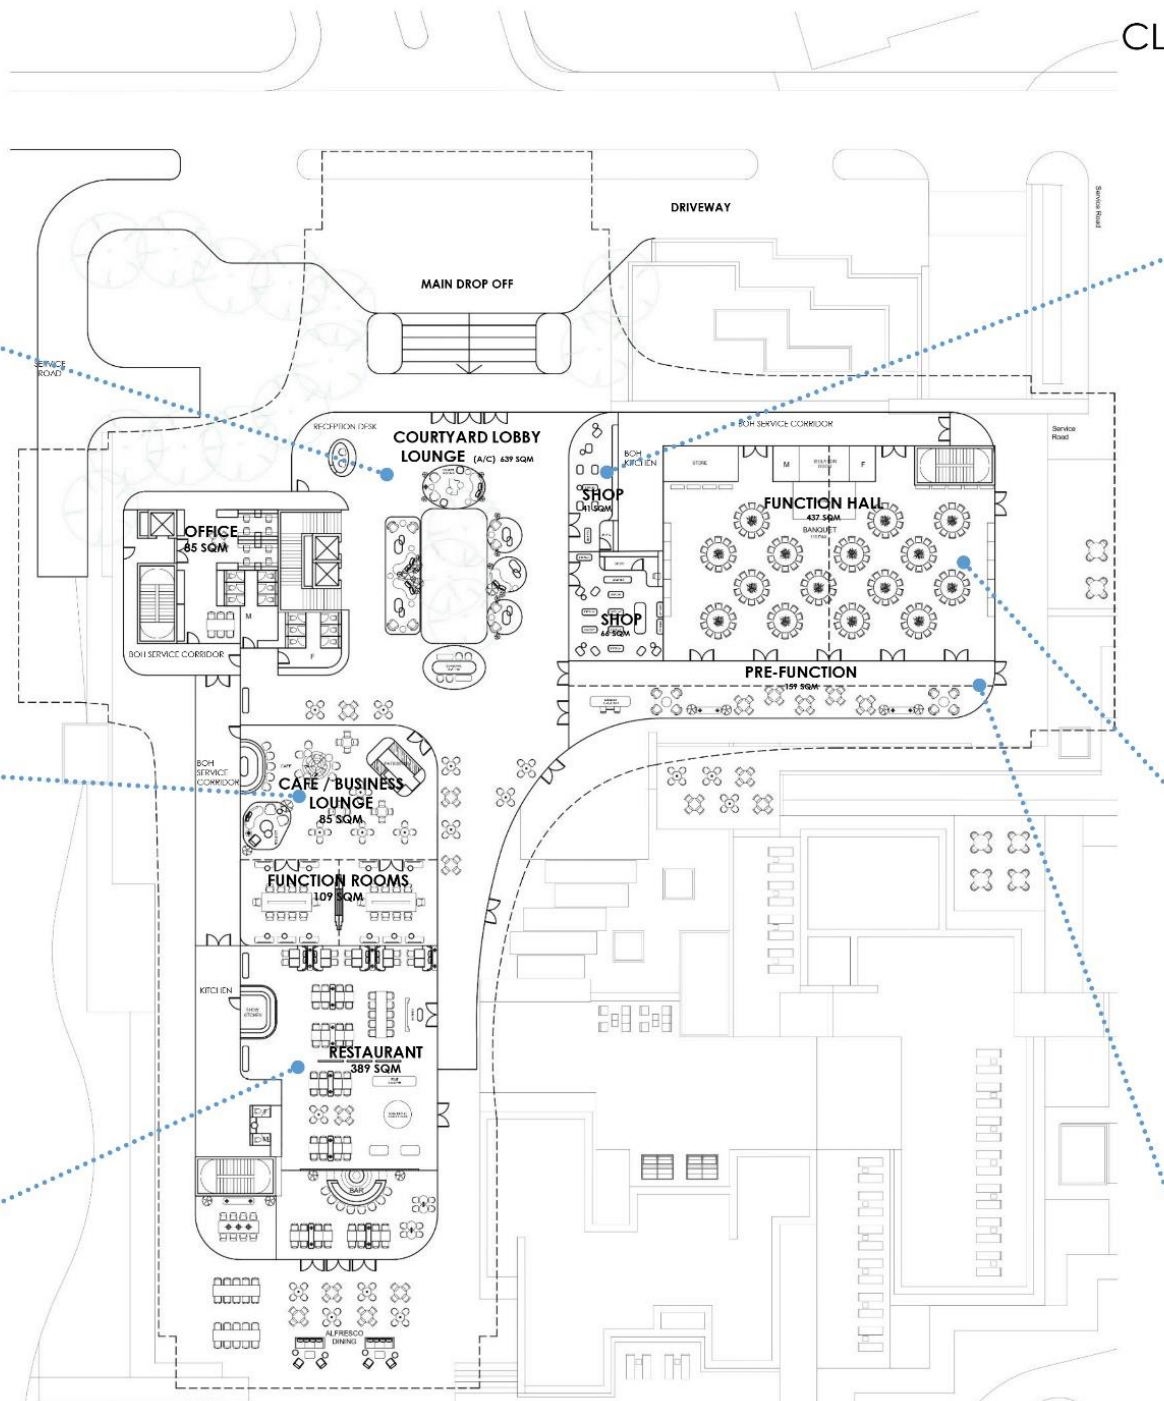 CL
DRIVEWAY
Service Road
MAIN DROP OFF
SERVICE
ROAD
RECEPTION DESK
COURTYARD LOBBY
LOUNGE (A/C) 639 SQM
BOH SERVICE CORRIDOR
Service
Road
BOH
KITCHEN
STORE
M
F
SHOP
41 SQM
FUNCTION HALL
437 SQM
BANQUET
OFFICE
85 SQM
M
F
BOH SERVICE CORRIDOR
SHOP
66 SQM
PRE-FUNCTION
159 SQM
BOH
SERVICE
CORRIDOR
CAFE
CAFÉ / BUSINESS
LOUNGE
85 SQM
FUNCTION ROOMS
109 SQM
KITCHEN
RESTAURANT
389 SQM
BAR
ALFRESCO
DINING